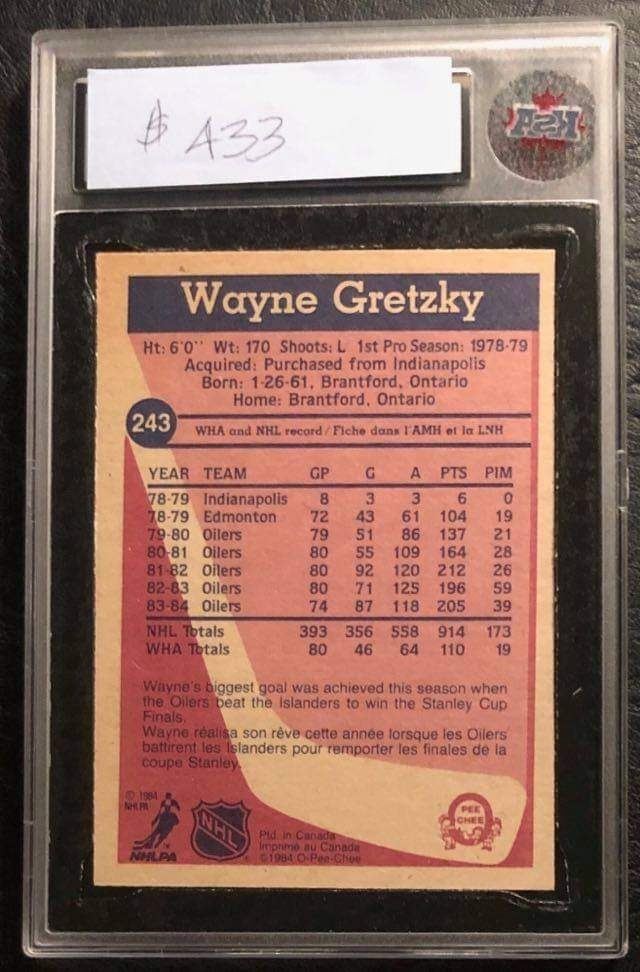 $ 433
KSA
Wayne Gretzky
Ht: 6'0" Wt: 170 Shoots: L 1st Pro Season: 1978-79
Acquired: Purchased from Indianapolis
Born: 1-26-61, Brantford, Ontario
Home: Brantford, Ontario
243
WHA and NHL record / Fiche dans l'AMH et la LNH
YEAR TEAM GP G A PTS PIM
78-79 Indianapolis 8 3 3 6 0
78-79 Edmonton 72 43 61 104 19
79-80 Oilers 79 51 86 137 21
80-81 Oilers 80 55 109 164 28
81-82 Oilers 80 92 120 212 26
82-83 Oilers 80 71 125 196 59
83-84 Oilers 74 87 118 205 39
NHL Totals 393 356 558 914 173
WHA Totals 80 46 64 110 19
Wayne's biggest goal was achieved this season when
the Oilers beat the Islanders to win the Stanley Cup
Finals.
Wayne réalisa son rêve cette année lorsque les Oilers
battirent les Islanders pour remporter les finales de la
coupe Stanley.
© 1984
NHLPA
NHLPA
NHL
Ptd. in Canada
Imprimé au Canada
©1984 O-Pee-Chee
O
PEE
CHEE